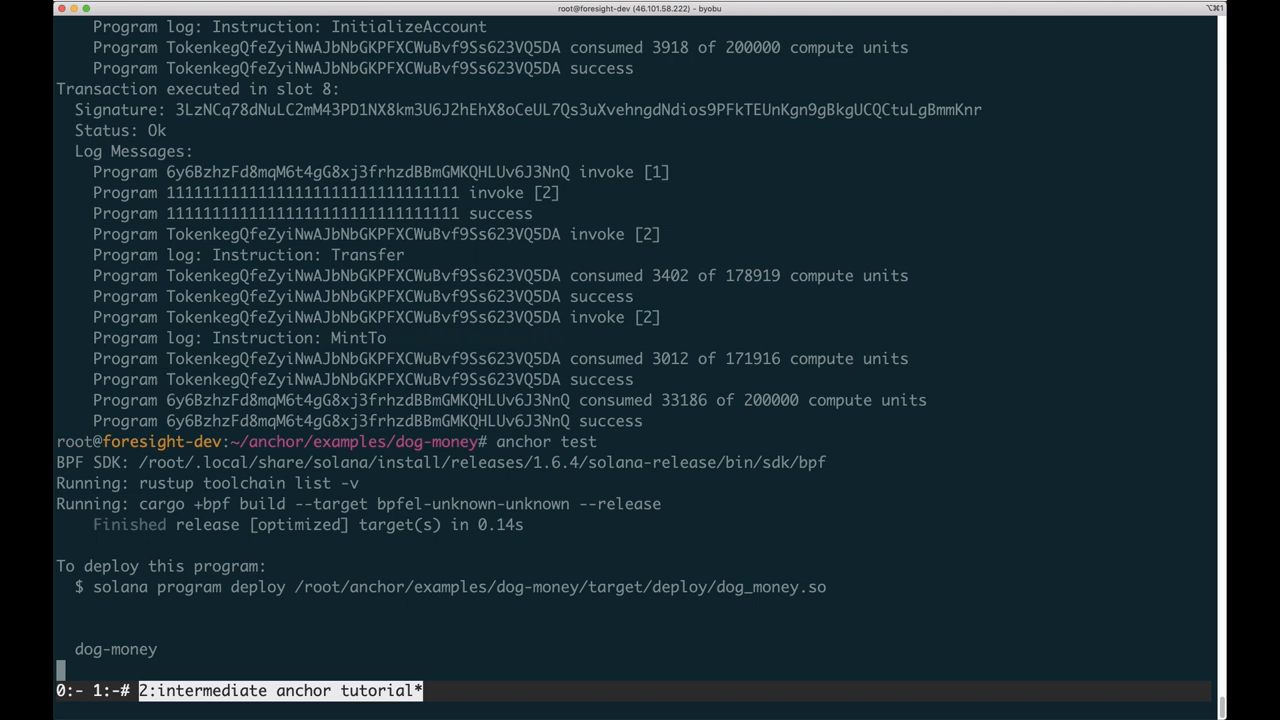 root@foresight-dev (46.101.58.222) - byobu
⌥⌘1
Program log: Instruction: InitializeAccount
Program TokenkegQfeZyiNwAJbNbGKPFXCWuBvf9Ss623VQ5DA consumed 3918 of 200000 compute units
Program TokenkegQfeZyiNwAJbNbGKPFXCWuBvf9Ss623VQ5DA success
Transaction executed in slot 8:
Signature: 3LzNCq78dNuLC2mM43PD1NX8km3U6J2hEhX8oCeUL7Qs3uXvehngdNdios9PFkTEUnKgn9gBkgUCQCtuLgBmmKnr
Status: Ok
Log Messages:
Program 6y6BzhzFd8mqM6t4gG8xj3frhzdBBmGMKQHLUv6J3NnQ invoke [1]
Program 11111111111111111111111111111111 invoke [2]
Program 11111111111111111111111111111111 success
Program TokenkegQfeZyiNwAJbNbGKPFXCWuBvf9Ss623VQ5DA invoke [2]
Program log: Instruction: Transfer
Program TokenkegQfeZyiNwAJbNbGKPFXCWuBvf9Ss623VQ5DA consumed 3402 of 178919 compute units
Program TokenkegQfeZyiNwAJbNbGKPFXCWuBvf9Ss623VQ5DA success
Program TokenkegQfeZyiNwAJbNbGKPFXCWuBvf9Ss623VQ5DA invoke [2]
Program log: Instruction: MintTo
Program TokenkegQfeZyiNwAJbNbGKPFXCWuBvf9Ss623VQ5DA consumed 3012 of 171916 compute units
Program TokenkegQfeZyiNwAJbNbGKPFXCWuBvf9Ss623VQ5DA success
Program 6y6BzhzFd8mqM6t4gG8xj3frhzdBBmGMKQHLUv6J3NnQ consumed 33186 of 200000 compute units
Program 6y6BzhzFd8mqM6t4gG8xj3frhzdBBmGMKQHLUv6J3NnQ success
root@foresight-dev:~/anchor/examples/dog-money# anchor test
BPF SDK: /root/.local/share/solana/install/releases/1.6.4/solana-release/bin/sdk/bpf
Running: rustup toolchain list -v
Running: cargo +bpf build --target bpfel-unknown-unknown --release
Finished release [optimized] target(s) in 0.14s
To deploy this program:
$ solana program deploy /root/anchor/examples/dog-money/target/deploy/dog_money.so
dog-money
0:- 1:-# 2:intermediate anchor tutorial*